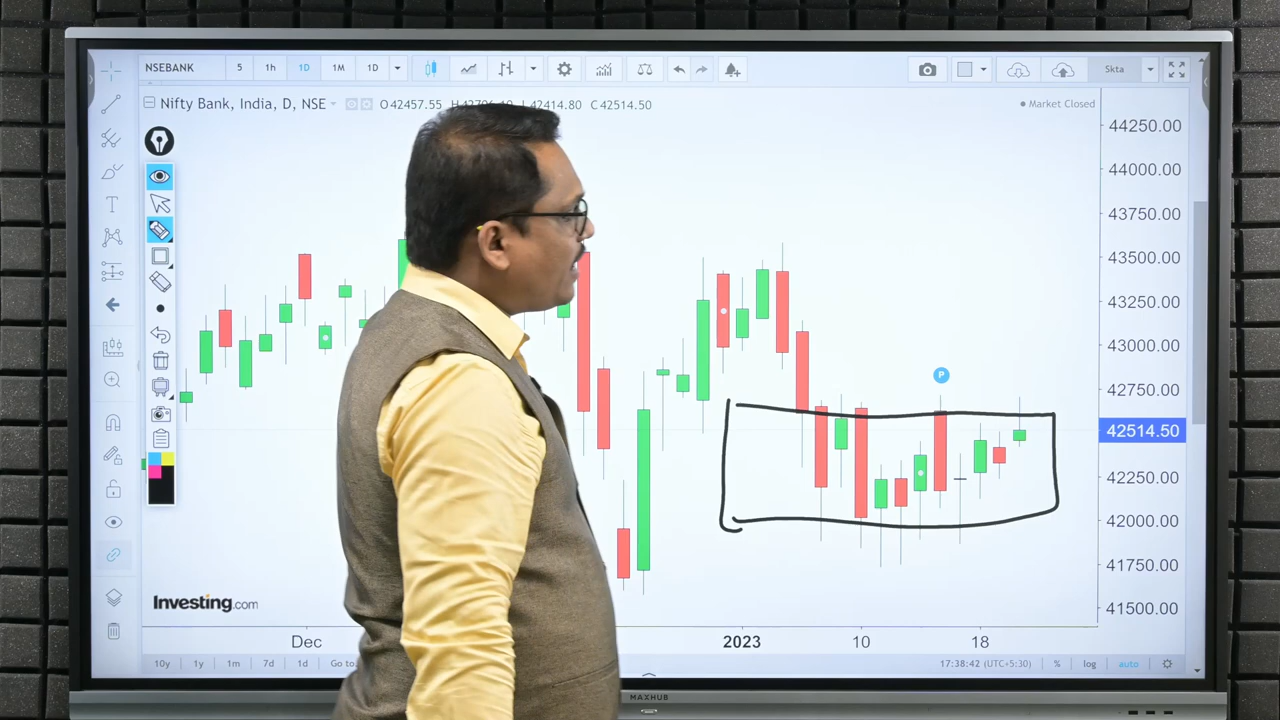 NSEBANK 5 1h 1D 1M 1D Skta
Nifty Bank, India, D, NSE O42457.55 L42414.80 C42514.50
Market Closed
44250.00
44000.00
43750.00
43500.00
43250.00
43000.00
42750.00
42514.50
42250.00
42000.00
41750.00
41500.00
P
T
Investing.com
Dec 2023 10 18
10y 1y 1m 7d 1d Go to: 17:38:42 (UTC+5:30) % log auto
MAXHUB